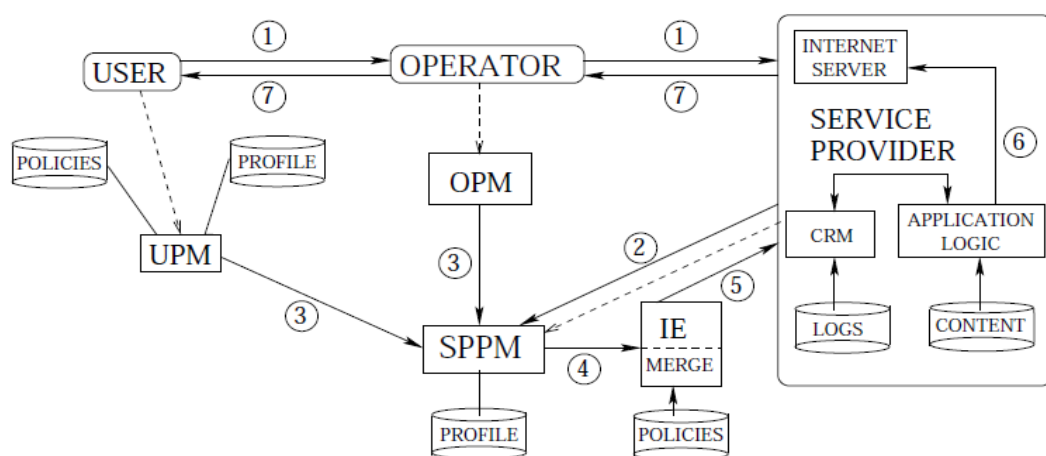 1
1
USER
OPERATOR
7
7
INTERNET
SERVER
SERVICE
PROVIDER
6
POLICIES
PROFILE
OPM
UPM
2
CRM
APPLICATION
LOGIC
3
5
3
SPPM
IE
MERGE
4
LOGS
CONTENT
PROFILE
POLICIES